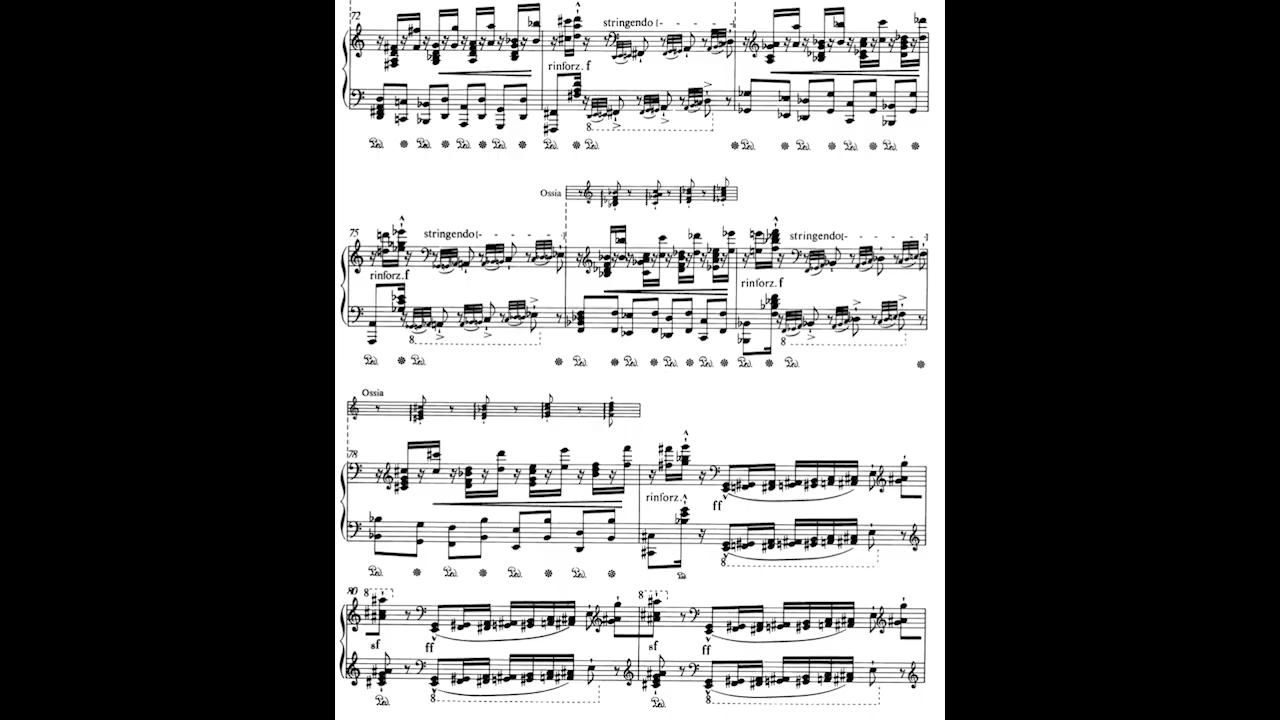 72
stringendo
rinforz. f
8
Ossia
75
stringendo
stringendo
rinforz. f
rinforz. f
8
8
Ossia
78
rinforz.
ff
8
80
8
8
sf
ff
sf
ff
8
8